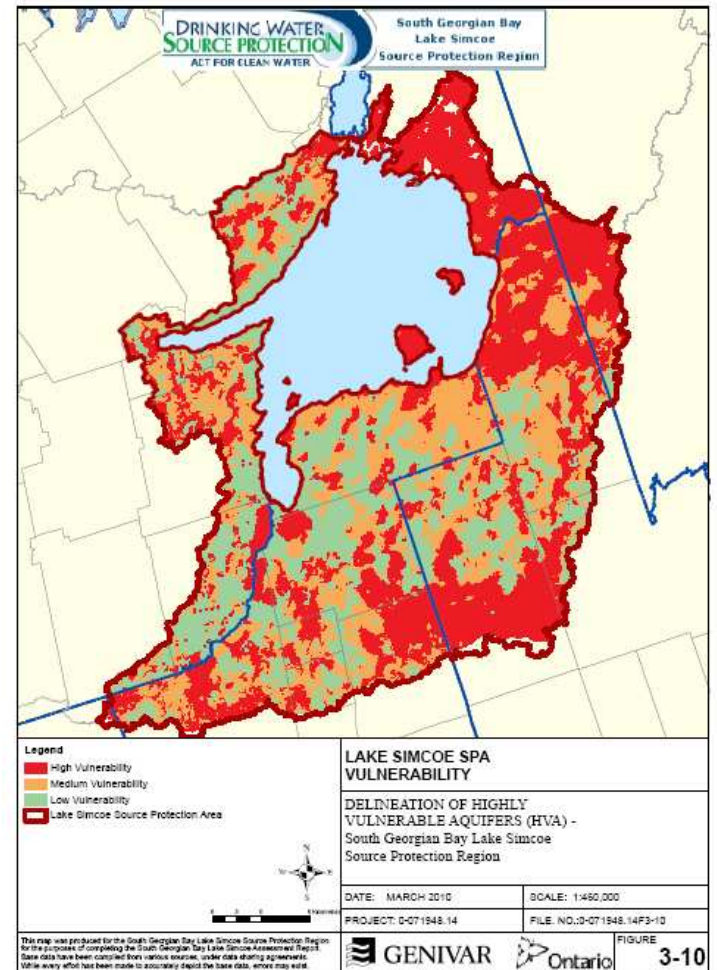 DRINKING WATER
SOURCE PROTECTION
ACT FOR CLEAN WATER
South Georgian Bay
Lake Simcoe
Source Protection Region
Legend
High Vulnerability
Medium Vulnerability
Low Vulnerability
Lake Simcoe Source Protection Area
N
W
E
S
LAKE SIMCOE SPA
VULNERABILITY
DELINEATION OF HIGHLY
VULNERABLE AQUIFERS (HVA) -
South Georgian Bay Lake Simcoe
Source Protection Region
DATE: MARCH 2010
SCALE: 1:460,000
PROJECT: 0-071948.14
FILE. NO.:0-071948.14F3-10
This map was produced for the South Georgian Bay Lake Simcoe Source Protection Region
for the purposes of completing the South Georgian Bay Lake Simcoe Assessment Report.
Base data have been compiled from various sources, under data sharing agreements.
While every effort has been made to accurately depict the base data, errors may exist.
GENIVAR
Ontario
FIGURE
3-10